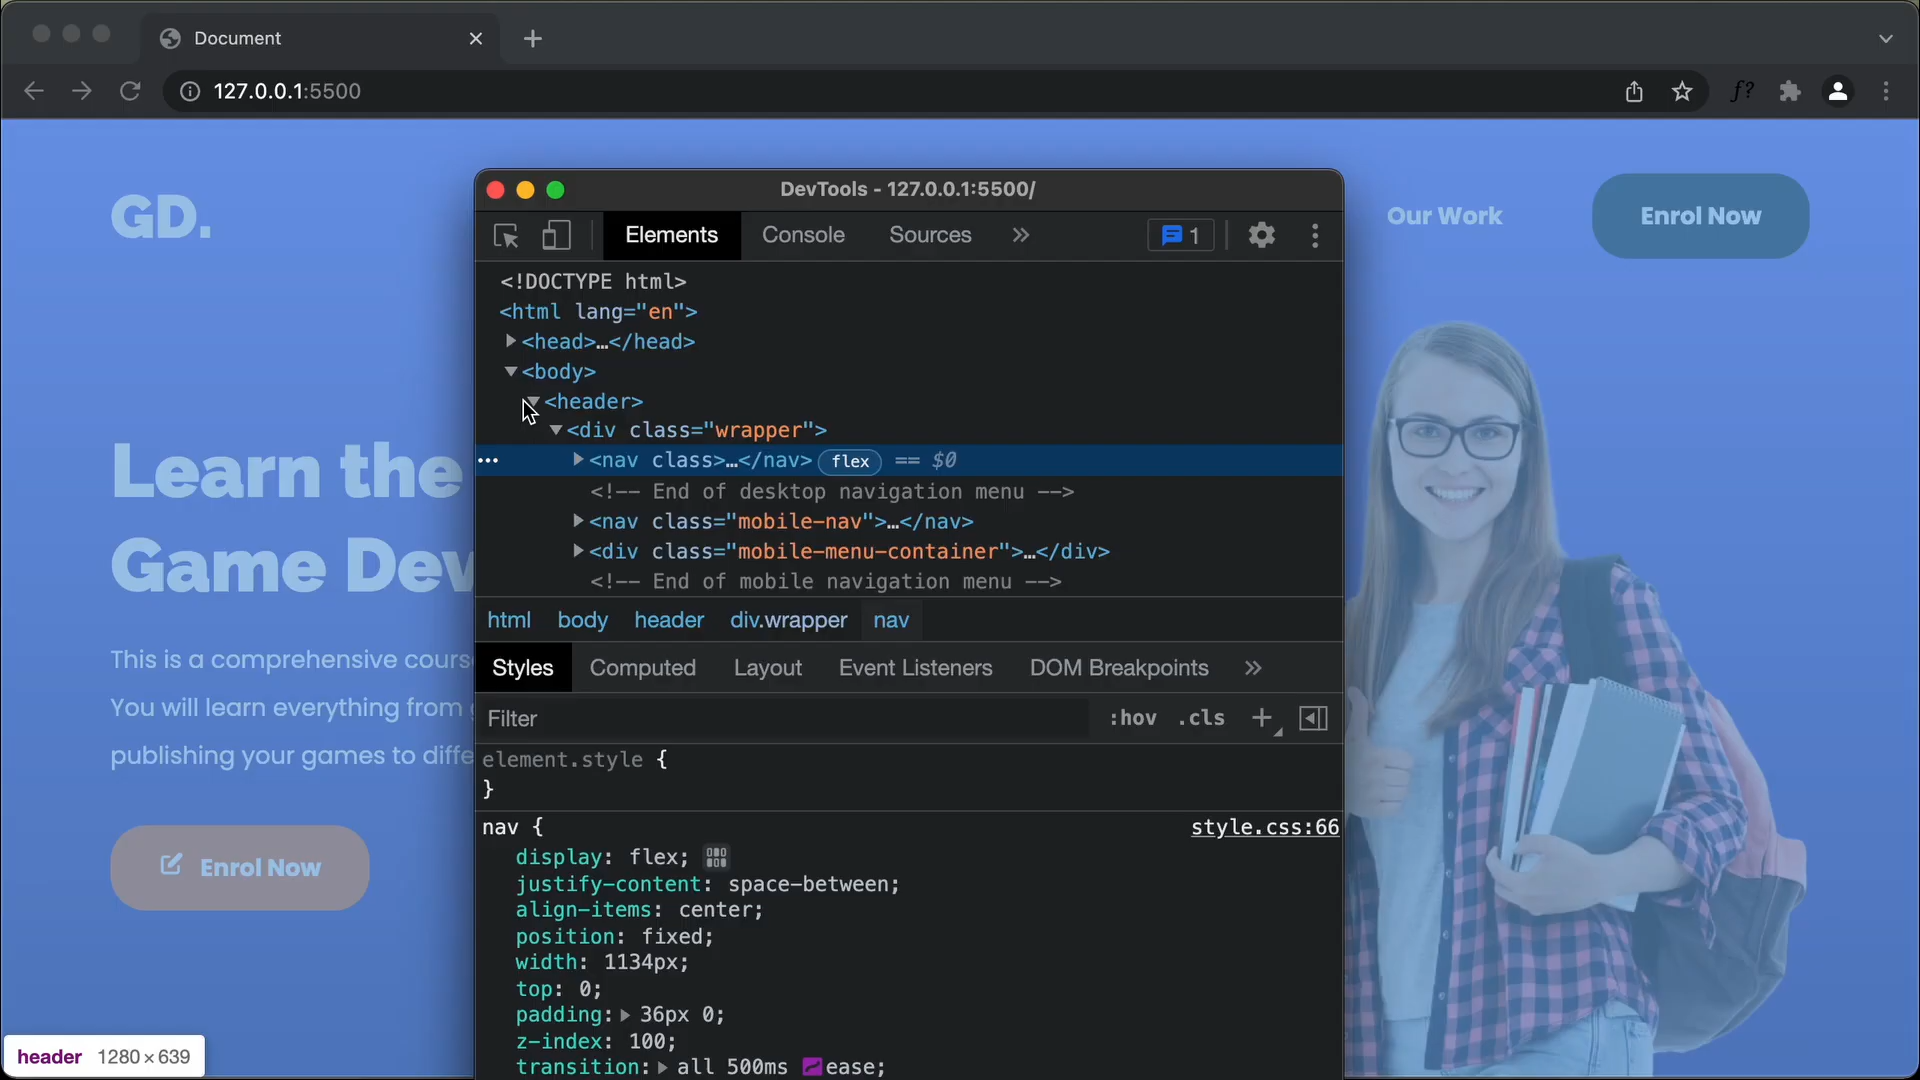 Document
127.0.0.1:5500
f?
GD.
Our Work
Enrol Now
Learn the
Game Dev
This is a comprehensive cours
You will learn everything from
publishing your games to diffe
Enrol Now
DevTools - 127.0.0.1:5500/
Elements
Console
Sources
1
<!DOCTYPE html>
<html lang="en">
<head>…</head>
<body>
<header>
<div class="wrapper">
<nav class>…</nav> flex == $0
<!-- End of desktop navigation menu -->
<nav class="mobile-nav">…</nav>
<div class="mobile-menu-container">…</div>
<!-- End of mobile navigation menu -->
html body header div.wrapper nav
Styles Computed Layout Event Listeners DOM Breakpoints
Filter :hov .cls
element.style {
}
nav { style.css:66
display: flex;
justify-content: space-between;
align-items: center;
position: fixed;
width: 1134px;
top: 0;
padding: 36px 0;
z-index: 100;
transition: all 500ms ease;
header 1280×639